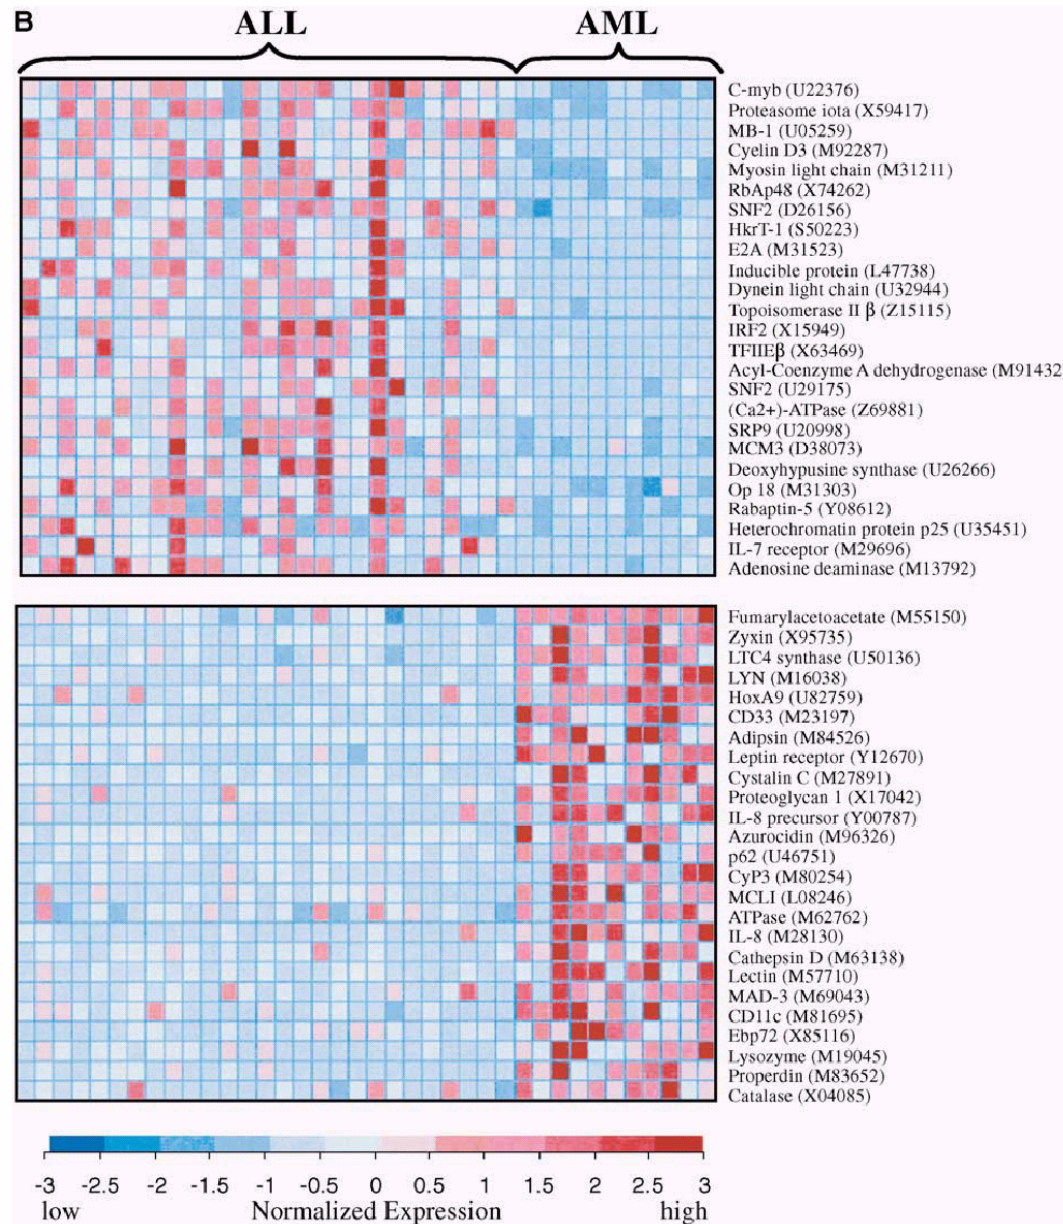 B
ALL AML
C-myb (U22376)
Proteasome iota (X59417)
MB-1 (U05259)
Cyelin D3 (M92287)
Myosin light chain (M31211)
RbAp48 (X74262)
SNF2 (D26156)
HkrT-1 (S50223)
E2A (M31523)
Inducible protein (L47738)
Dynein light chain (U32944)
Topoisomerase II β (Z15115)
IRF2 (X15949)
TFIIEβ (X63469)
Acyl-Coenzyme A dehydrogenase (M91432
SNF2 (U29175)
(Ca2+)-ATPase (Z69881)
SRP9 (U20998)
MCM3 (D38073)
Deoxyhypusine synthase (U26266)
Op 18 (M31303)
Rabaptin-5 (Y08612)
Heterochromatin protein p25 (U35451)
IL-7 receptor (M29696)
Adenosine deaminase (M13792)
Fumarylacetoacetate (M55150)
Zyxin (X95735)
LTC4 synthase (U50136)
LYN (M16038)
HoxA9 (U82759)
CD33 (M23197)
Adipsin (M84526)
Leptin receptor (Y12670)
Cystalin C (M27891)
Proteoglycan 1 (X17042)
IL-8 precursor (Y00787)
Azurocidin (M96326)
p62 (U46751)
CyP3 (M80254)
MCLI (L08246)
ATPase (M62762)
IL-8 (M28130)
Cathepsin D (M63138)
Lectin (M57710)
MAD-3 (M69043)
CD11c (M81695)
Ebp72 (X85116)
Lysozyme (M19045)
Properdin (M83652)
Catalase (X04085)
-3 -2.5 -2 -1.5 -1 -0.5 0 0.5 1 1.5 2 2.5 3
low Normalized Expression high